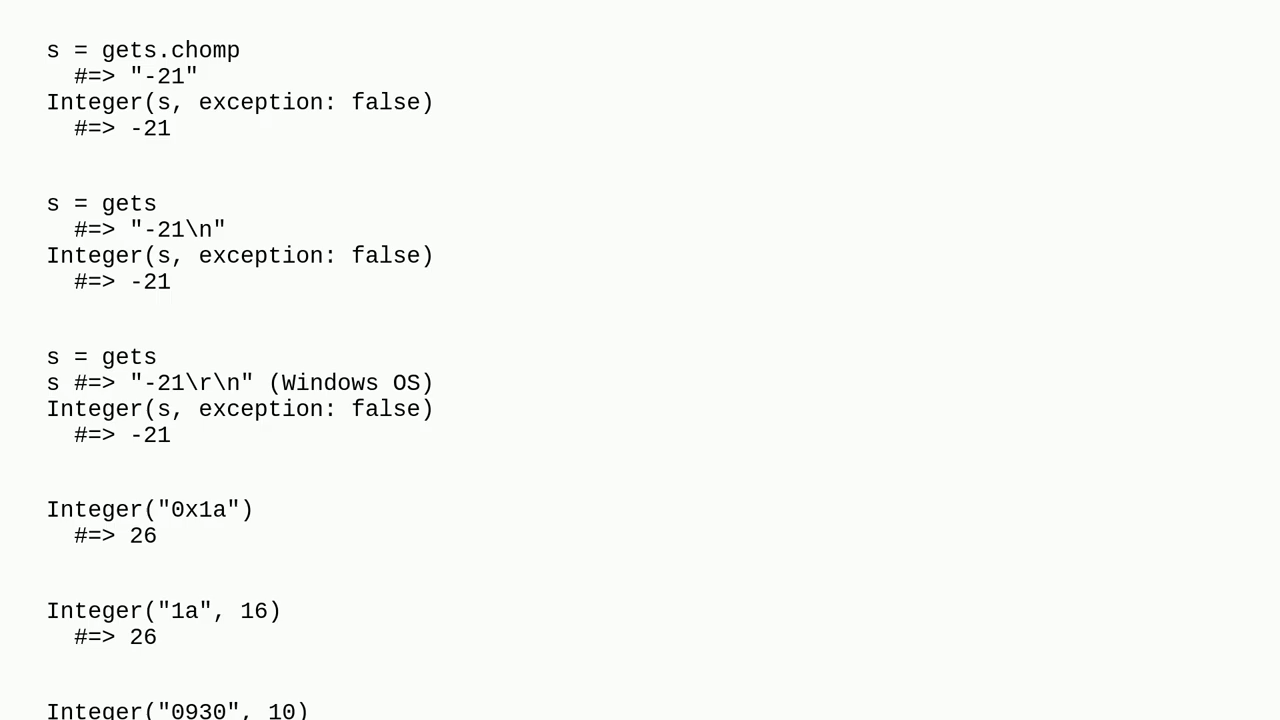 s = gets.chomp
  #=> "-21"
Integer(s, exception: false)
  #=> -21
s = gets
  #=> "-21\n"
Integer(s, exception: false)
  #=> -21
s = gets
s #=> "-21\r\n" (Windows OS)
Integer(s, exception: false)
  #=> -21
Integer("0x1a")
  #=> 26
Integer("1a", 16)
  #=> 26
Integer("0930", 10)